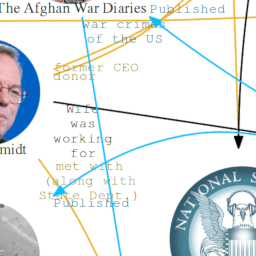 The Afghan War Diaries Published
war crimes
of the US
former CEO
donor
Wife
was
working
for
met with
(along with
State Dept.)
Published
midt
NATIONAL S